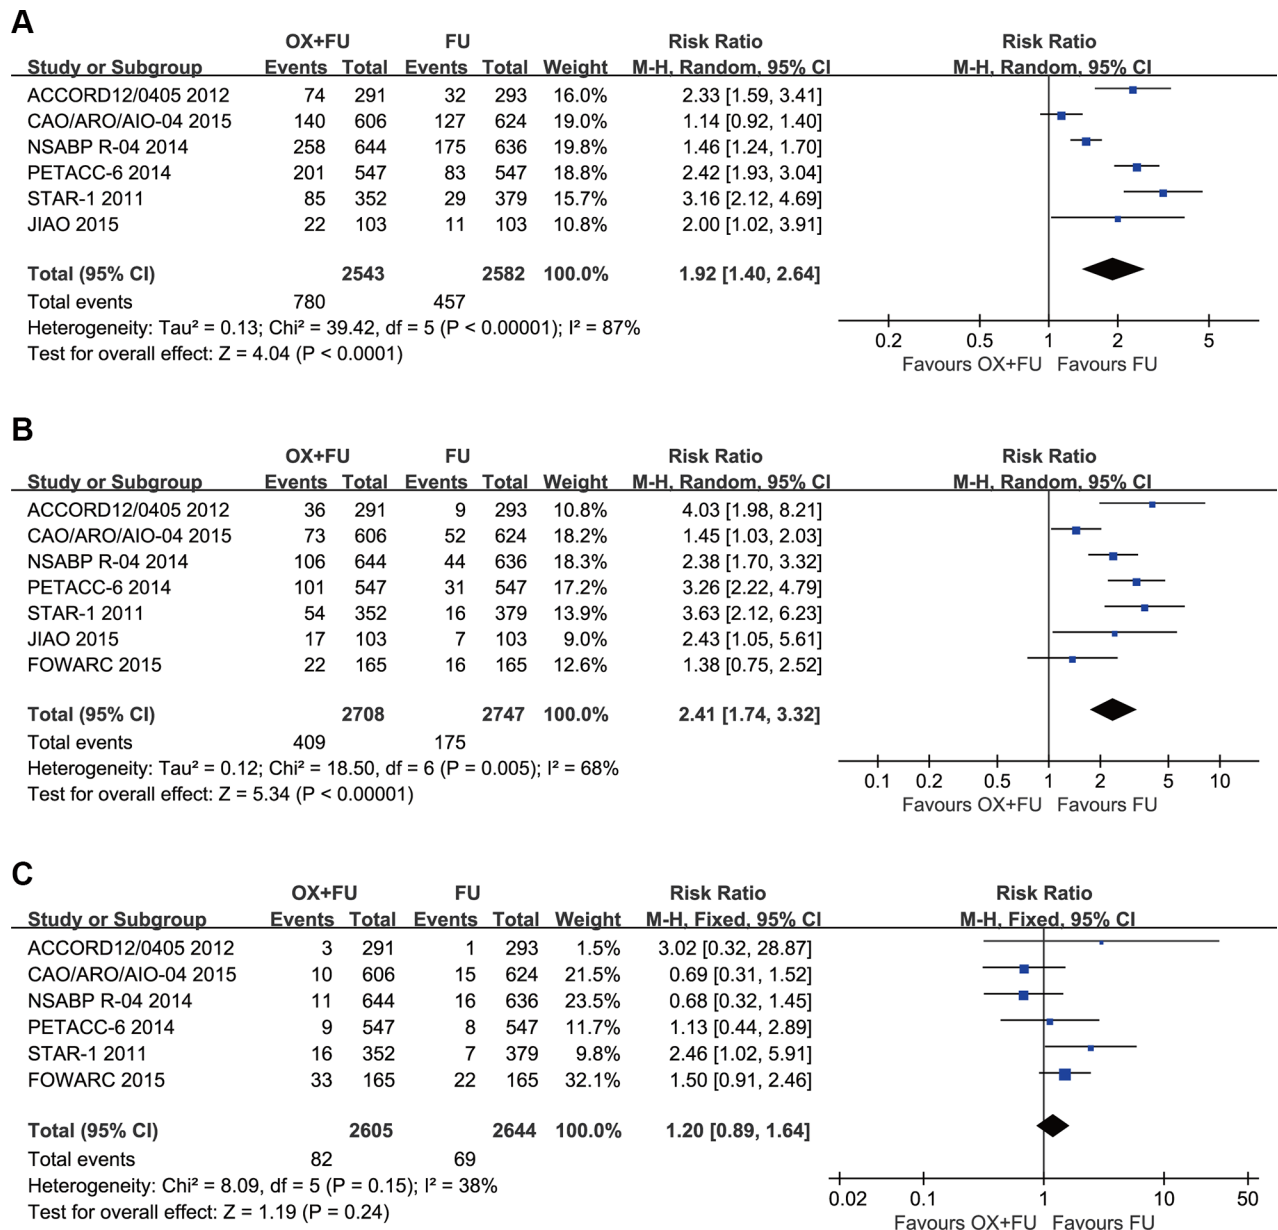 A
OX+FU FU Risk Ratio Risk Ratio
Study or Subgroup Events Total Events Total Weight M-H, Random, 95% CI M-H, Random, 95% CI
ACCORD12/0405 2012 74 291 32 293 16.0% 2.33 [1.59, 3.41]
CAO/ARO/AIO-04 2015 140 606 127 624 19.0% 1.14 [0.92, 1.40]
NSABP R-04 2014 258 644 175 636 19.8% 1.46 [1.24, 1.70]
PETACC-6 2014 201 547 83 547 18.8% 2.42 [1.93, 3.04]
STAR-1 2011 85 352 29 379 15.7% 3.16 [2.12, 4.69]
JIAO 2015 22 103 11 103 10.8% 2.00 [1.02, 3.91]
Total (95% CI) 2543 2582 100.0% 1.92 [1.40, 2.64]
Total events 780 457
Heterogeneity: Tau² = 0.13; Chi² = 39.42, df = 5 (P < 0.00001); I² = 87%
Test for overall effect: Z = 4.04 (P < 0.0001)
0.2 0.5 1 2 5
Favours OX+FU Favours FU
B
OX+FU FU Risk Ratio Risk Ratio
Study or Subgroup Events Total Events Total Weight M-H, Random, 95% CI M-H, Random, 95% CI
ACCORD12/0405 2012 36 291 9 293 10.8% 4.03 [1.98, 8.21]
CAO/ARO/AIO-04 2015 73 606 52 624 18.2% 1.45 [1.03, 2.03]
NSABP R-04 2014 106 644 44 636 18.3% 2.38 [1.70, 3.32]
PETACC-6 2014 101 547 31 547 17.2% 3.26 [2.22, 4.79]
STAR-1 2011 54 352 16 379 13.9% 3.63 [2.12, 6.23]
JIAO 2015 17 103 7 103 9.0% 2.43 [1.05, 5.61]
FOWARC 2015 22 165 16 165 12.6% 1.38 [0.75, 2.52]
Total (95% CI) 2708 2747 100.0% 2.41 [1.74, 3.32]
Total events 409 175
Heterogeneity: Tau² = 0.12; Chi² = 18.50, df = 6 (P = 0.005); I² = 68%
Test for overall effect: Z = 5.34 (P < 0.00001)
0.1 0.2 0.5 1 2 5 10
Favours OX+FU Favours FU
C
OX+FU FU Risk Ratio Risk Ratio
Study or Subgroup Events Total Events Total Weight M-H, Fixed, 95% CI M-H, Fixed, 95% CI
ACCORD12/0405 2012 3 291 1 293 1.5% 3.02 [0.32, 28.87]
CAO/ARO/AIO-04 2015 10 606 15 624 21.5% 0.69 [0.31, 1.52]
NSABP R-04 2014 11 644 16 636 23.5% 0.68 [0.32, 1.45]
PETACC-6 2014 9 547 8 547 11.7% 1.13 [0.44, 2.89]
STAR-1 2011 16 352 7 379 9.8% 2.46 [1.02, 5.91]
FOWARC 2015 33 165 22 165 32.1% 1.50 [0.91, 2.46]
Total (95% CI) 2605 2644 100.0% 1.20 [0.89, 1.64]
Total events 82 69
Heterogeneity: Chi² = 8.09, df = 5 (P = 0.15); I² = 38%
Test for overall effect: Z = 1.19 (P = 0.24)
0.02 0.1 1 10 50
Favours OX+FU Favours FU